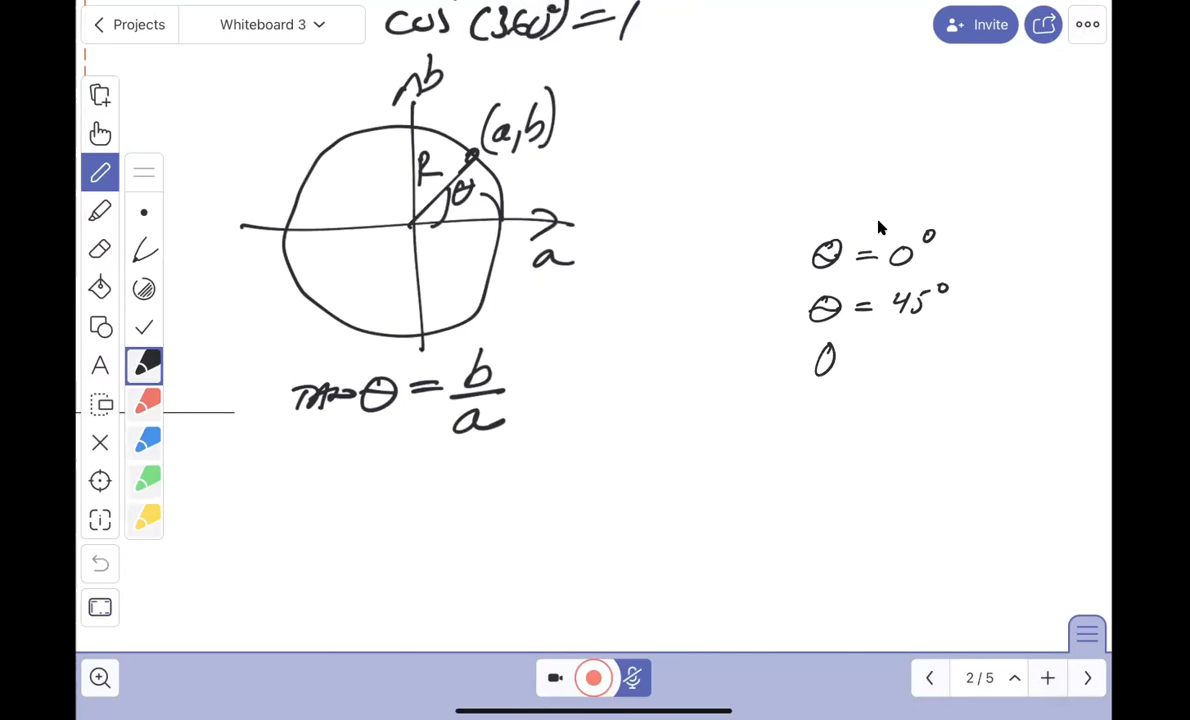 Projects
Whiteboard 3
Invite
cos (360°) = 1
b
(a,b)
R
θ
a
θ = 0°
θ = 45°
θ
TAN θ = b/a
A
2 / 5